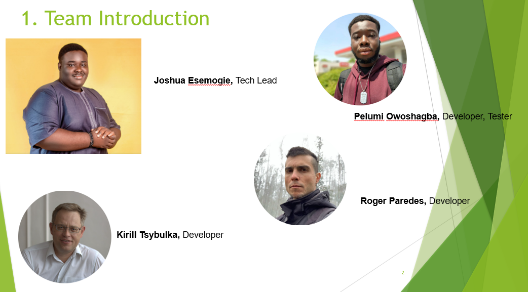 1. Team Introduction
Joshua Esemogie, Tech Lead
Pelumi Owoshagba, Developer, Tester
Roger Paredes, Developer
Kirill Tsybulka, Developer